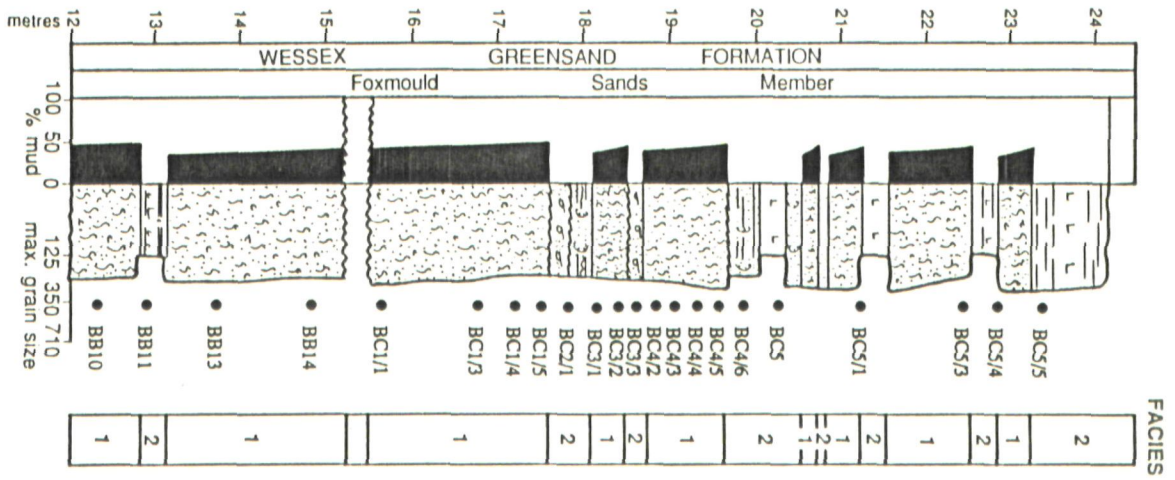 metres 12 13 14 15 16 17 18 19 20 21 22 23 24
WESSEX GREENSAND FORMATION
Foxmould Sands Member
100 50 0 % mud
125 350 710 max. grain size
BB10 BB11 BB13 BB14 BC1/1 BC1/3 BC1/4 BC1/5 BC2/1 BC3/1 BC3/2 BC3/3 BC4/2 BC4/3 BC4/4 BC4/5 BC4/6 BC5 BC5/1 BC5/3 BC5/4 BC5/5
FACIES
1 2 1 1 2 1 2 1 2 1 2 1 2 1 2 1 2